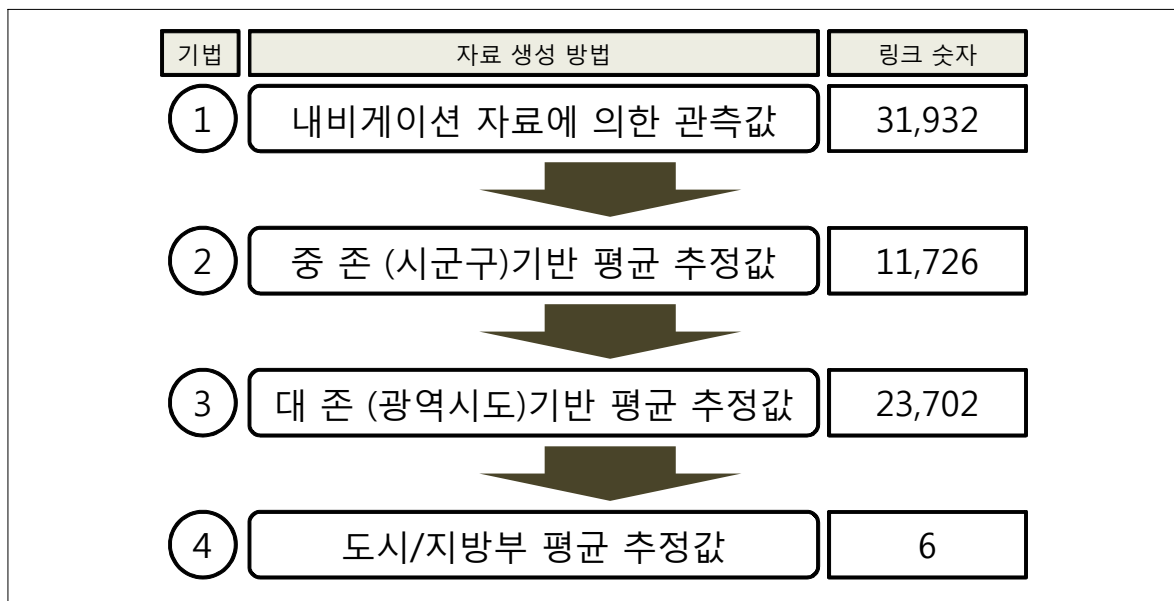 기법 자료 생성 방법 링크 숫자
1 내비게이션 자료에 의한 관측값 31,932
2 중 존 (시군구)기반 평균 추정값 11,726
3 대 존 (광역시도)기반 평균 추정값 23,702
4 도시/지방부 평균 추정값 6